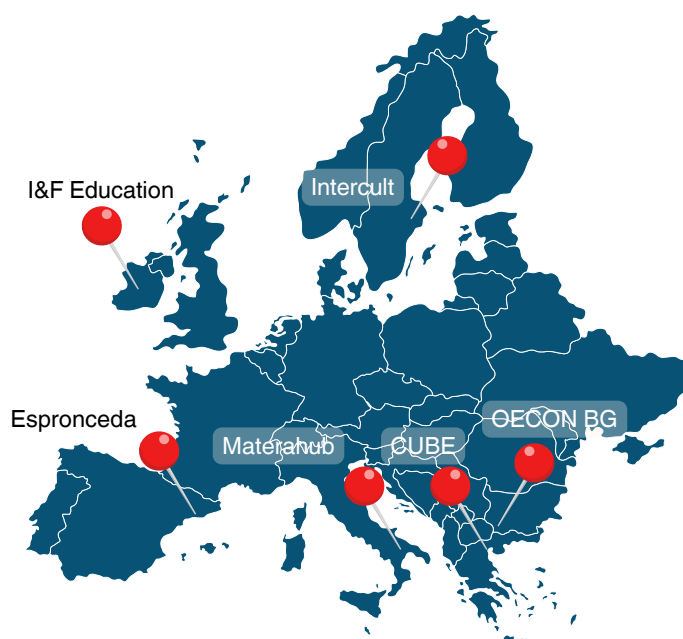 Intercult
I&F Education
Espronceda
OECON BG
Materahub
CUBE